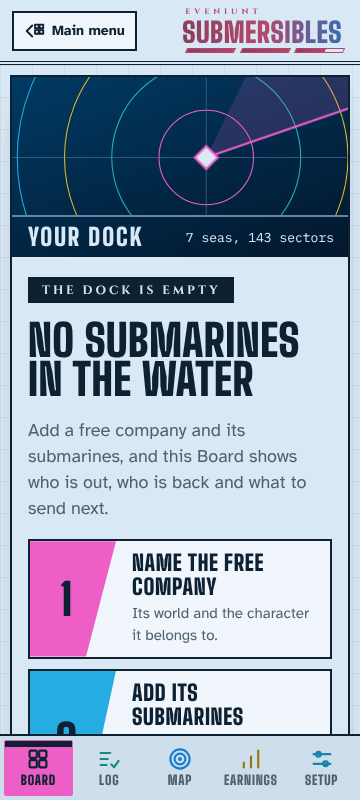 Main menu
EVENIUNT
SUBMERSIBLES
YOUR DOCK
7 seas, 143 sectors
THE DOCK IS EMPTY
NO SUBMARINES
IN THE WATER
Add a free company and its
submarines, and this Board shows
who is out, who is back and what to
send next.
1
NAME THE FREE
COMPANY
Its world and the character
it belongs to.
ADD ITS
SUBMARINES
BOARD
LOG
MAP
EARNINGS
SETUP